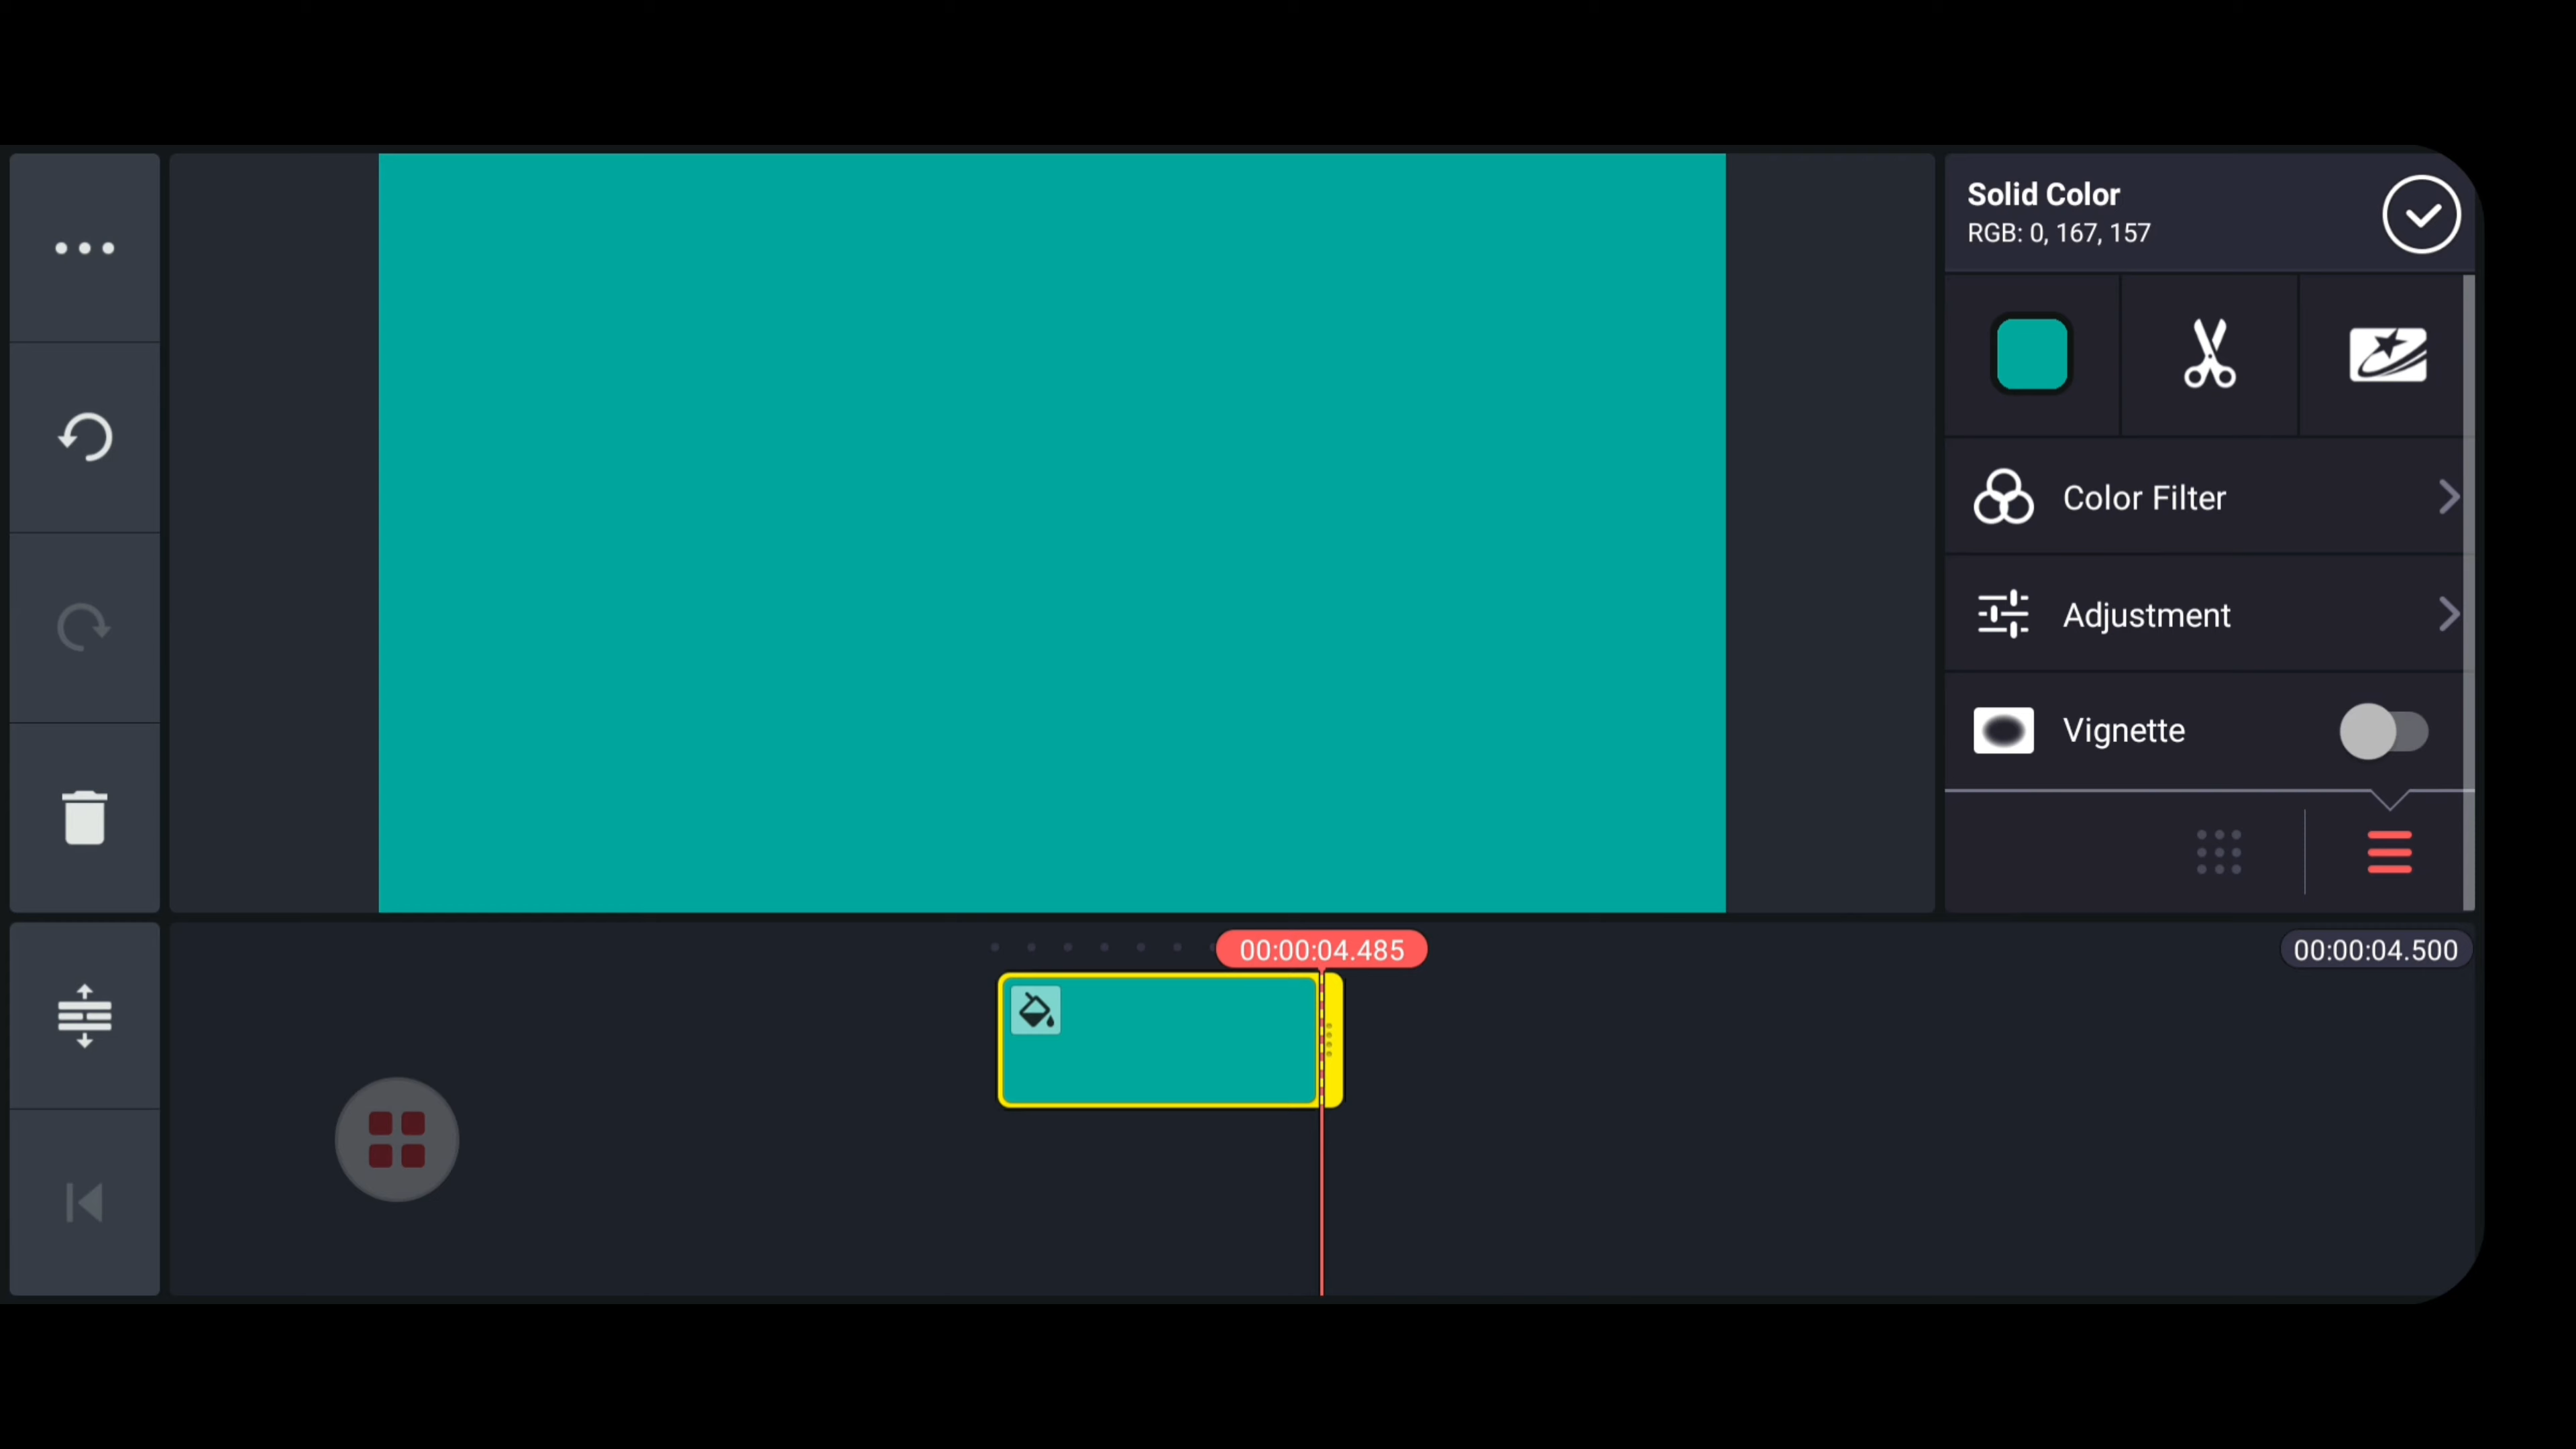 Solid Color
RGB: 0, 167, 157
Color Filter
Adjustment
Vignette
00:00:04.485
00:00:04.500